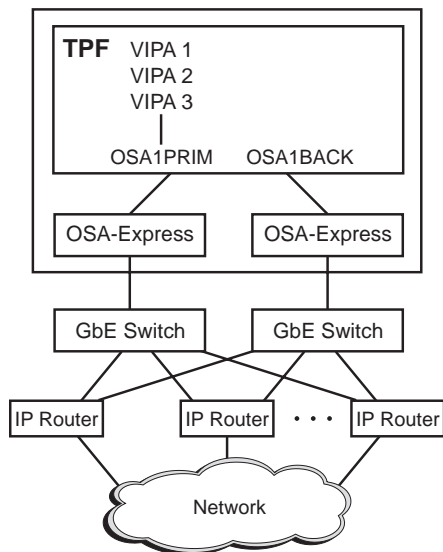 TPF VIPA 1
VIPA 2
VIPA 3
OSA1PRIM OSA1BACK
OSA-Express OSA-Express
GbE Switch GbE Switch
IP Router IP Router · · · IP Router
Network